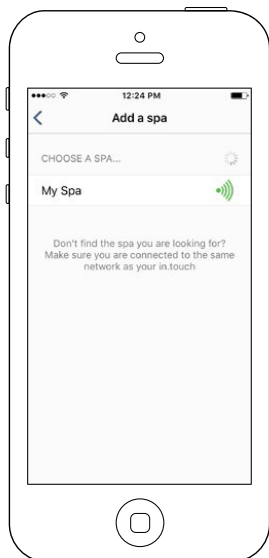 12:24 PM
Add a spa
CHOOSE A SPA...
My Spa
Don't find the spa you are looking for?
Make sure you are connected to the same
network as your in.touch